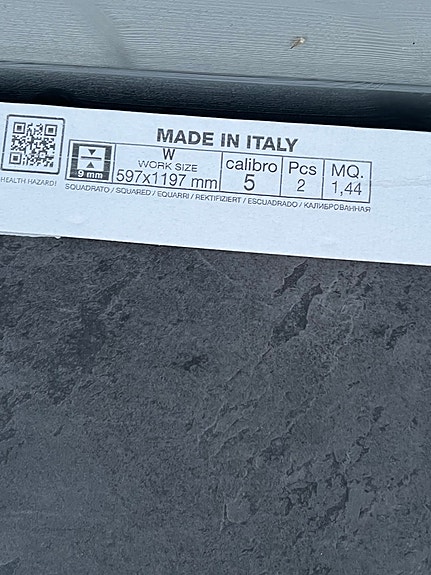 MADE IN ITALY
HEALTH HAZARD!
9 mm
W
WORK SIZE
597x1197 mm
calibro
5
Pcs
2
MQ.
1,44
SQUADRATO / SQUARED / EQUARRI / REKTIFIZIERT / ESCUADRADO / КАЛИБРОВАННАЯ